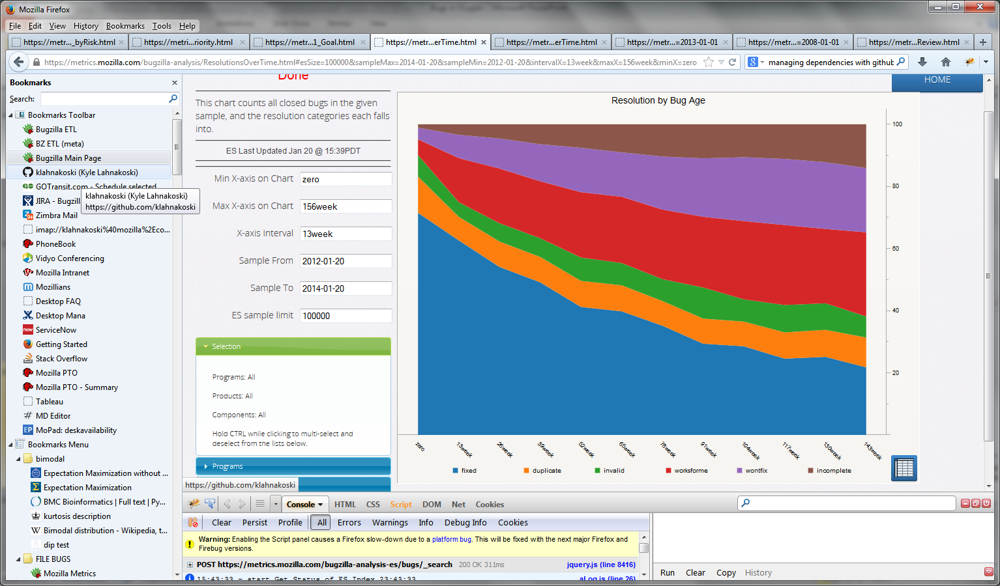 Mozilla Firefox
File Edit View History Bookmarks Tools Help
https://metr..._byRisk.html
https://metri...riority.html
https://metr...1_Goal.html
https://metr...erTime.html
https://metr...erTime.html
https://metr...=2013-01-01
https://metr...=2008-01-01
https://metr...Review.html
https://metrics.mozilla.com/bugzilla-analysis/ResolutionsOverTime.html#esSize=100000&sampleMax=2014-01-20&sampleMin=2012-01-20&intervalX=13week&maxX=156week&minX=zero
managing dependencies with github
Bookmarks
Search:
Bookmarks Toolbar
Bugzilla ETL
BZ ETL (meta)
Bugzilla Main Page
klahnakoski (Kyle Lahnakoski)
GOTransit.com - Schedule selected
klahnakoski (Kyle Lahnakoski)
https://github.com/klahnakoski
JIRA - Bugzill
Zimbra Mail
imap://klahnakoski%40mozilla%2Eco...
PhoneBook
Vidyo Conferencing
Mozilla Intranet
Mozillians
Desktop FAQ
Desktop Mana
ServiceNow
Getting Started
Stack Overflow
Mozilla PTO
Mozilla PTO - Summary
Tableau
MD Editor
MoPad: deskavailability
Bookmarks Menu
bimodal
Expectation Maximization without ...
Expectation Maximization
BMC Bioinformatics | Full text | Py...
kurtosis description
Bimodal distribution - Wikipedia, t...
dip test
FILE BUGS
Mozilla Metrics
Done
This chart counts all closed bugs in the given
sample, and the resolution categories each falls
into.
ES Last Updated Jan 20 @ 15:39PDT
Min X-axis on Chart zero
Max X-axis on Chart 156week
X-axis Interval 13week
Sample From 2012-01-20
Sample To 2014-01-20
ES sample limit 100000
Selection
Programs: All
Products: All
Components: All
Hold CTRL while clicking to multi-select and
deselect from the lists below.
Programs
https://github.com/klahnakoski
HOME
Resolution by Bug Age
100
80
60
40
20
zero 13week 26week 39week 52week 65week 78week 91week 104week 117week 130week 143week
fixed duplicate invalid worksforme wontfix incomplete
Console HTML CSS Script DOM Net Cookies
Clear Persist Profile All Errors Warnings Info Debug Info Cookies
Warning: Enabling the Script panel causes a Firefox slow-down due to a platform bug. This will be fixed with the next major Firefox and
Firebug versions.
POST https://metrics.mozilla.com/bugzilla-analysis-es/bugs/_search 200 OK 311ms jquery.js (line 8416)
15:43:33 - start Get Status of ES Index 23:43:33 aLog.js (line 26)
Run Clear Copy History